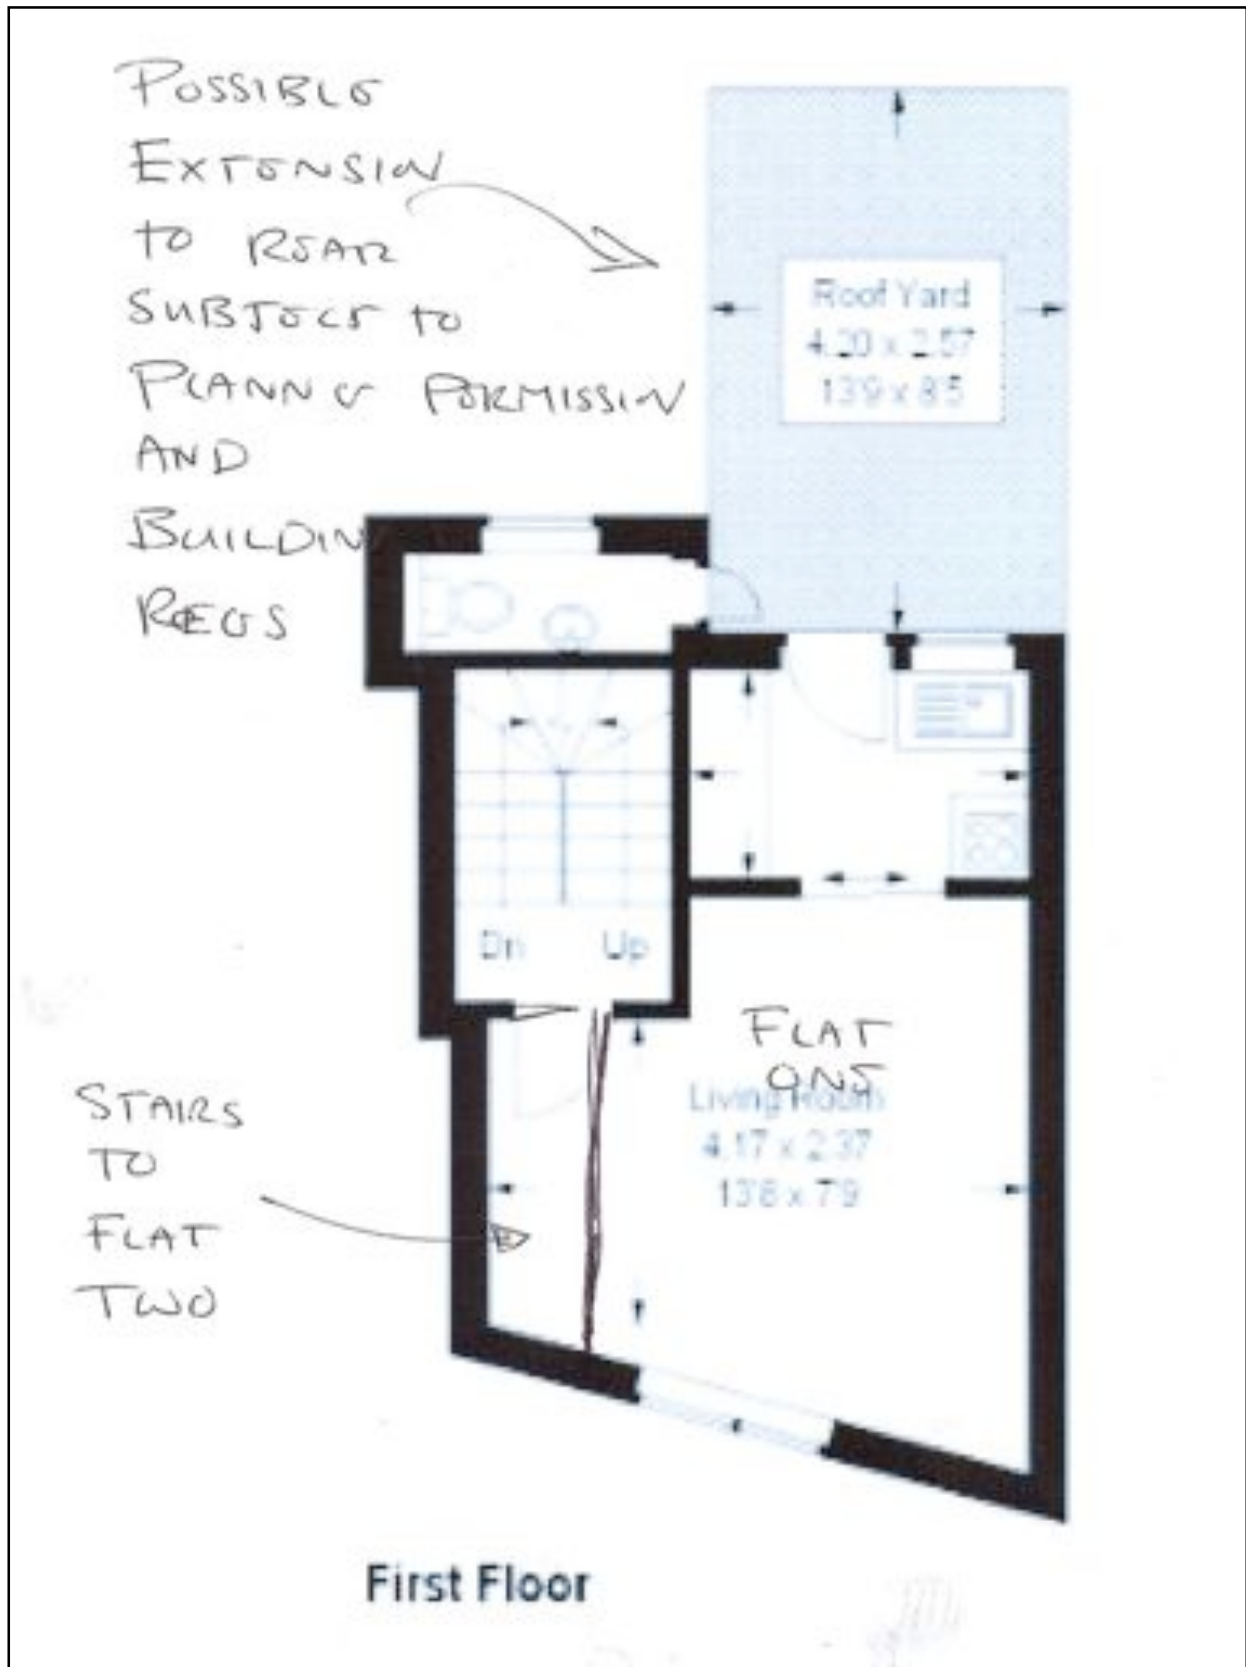 POSSIBLE
EXTENSION
TO REAR
SUBJECT TO
PLANNG PERMISSION
AND
BUILDIN
REGS
Roof Yard
4.20 x 2.57
13'9 x 8'5
Dn
Up
FLAT
ONE
Living Room
4.17 x 2.37
13'8 x 7'9
STAIRS
TO
FLAT
TWO
First Floor